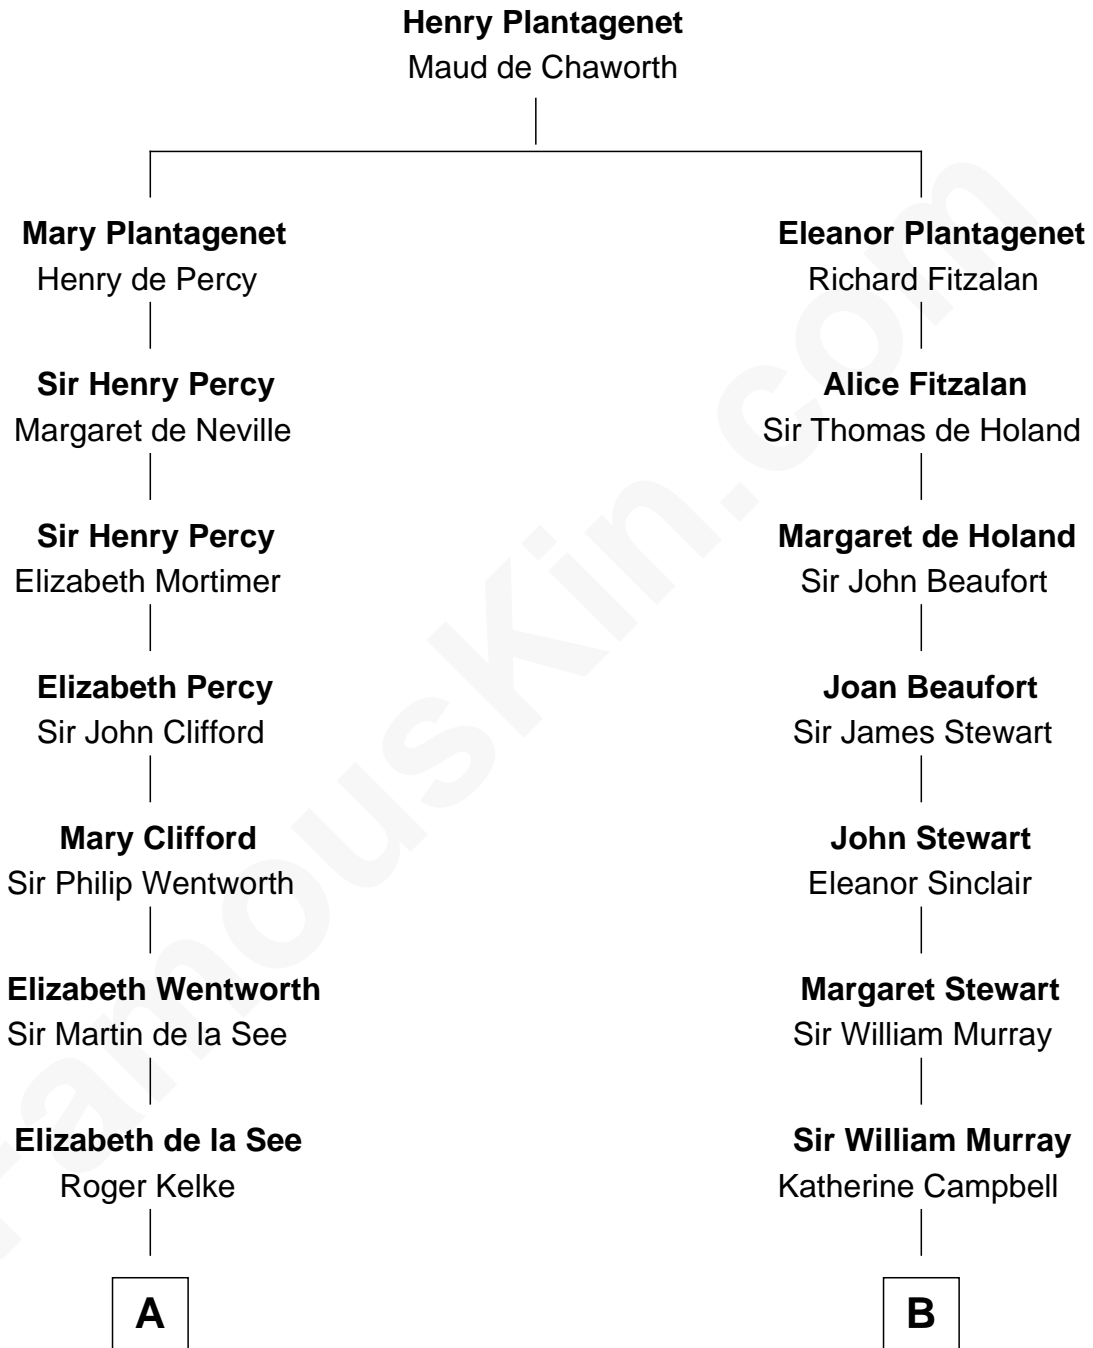 Henry Plantagenet
Maud de Chaworth
Mary Plantagenet
Henry de Percy
Eleanor Plantagenet
Richard Fitzalan
Sir Henry Percy
Margaret de Neville
Alice Fitzalan
Sir Thomas de Holand
Sir Henry Percy
Elizabeth Mortimer
Margaret de Holand
Sir John Beaufort
Elizabeth Percy
Sir John Clifford
Joan Beaufort
Sir James Stewart
Mary Clifford
Sir Philip Wentworth
John Stewart
Eleanor Sinclair
Elizabeth Wentworth
Sir Martin de la See
Margaret Stewart
Sir William Murray
Elizabeth de la See
Roger Kelke
Sir William Murray
Katherine Campbell
A
B
FamousKin.com